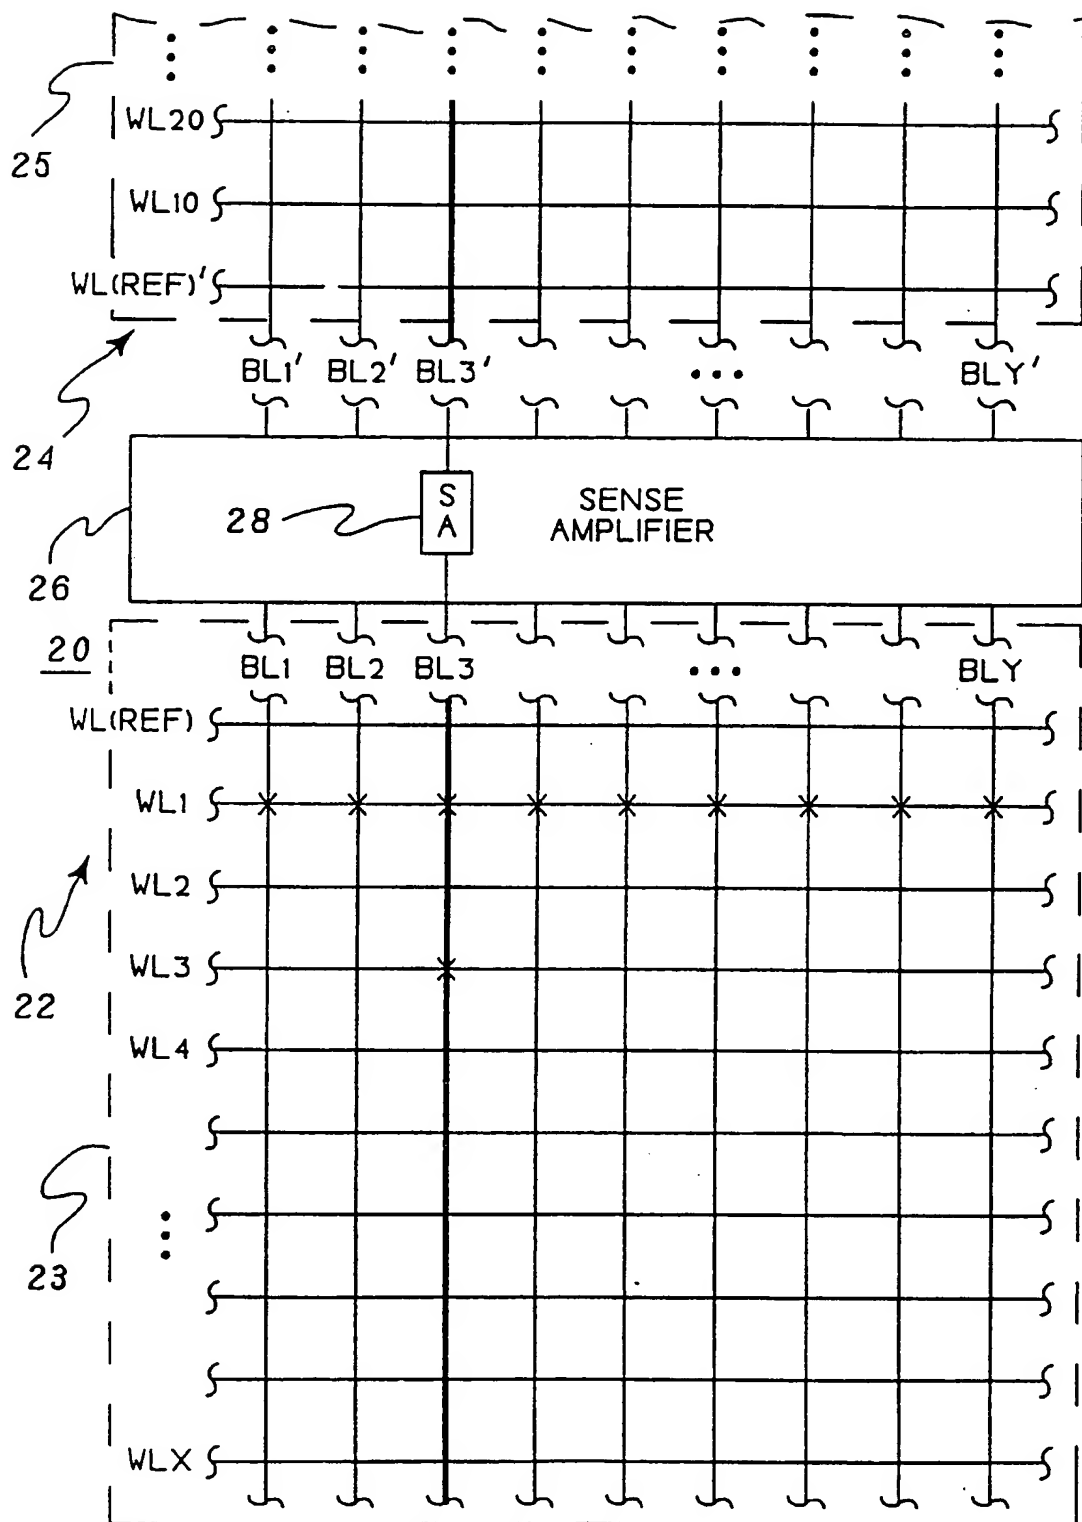 WL20
25
WL10
WL(REF)'
BL1' BL2' BL3' ... BLY'
24
S
A
28
SENSE
AMPLIFIER
26
20
BL1 BL2 BL3 ... BLY
WL(REF)
WL1
WL2
WL3
22
WL4
23
WLX